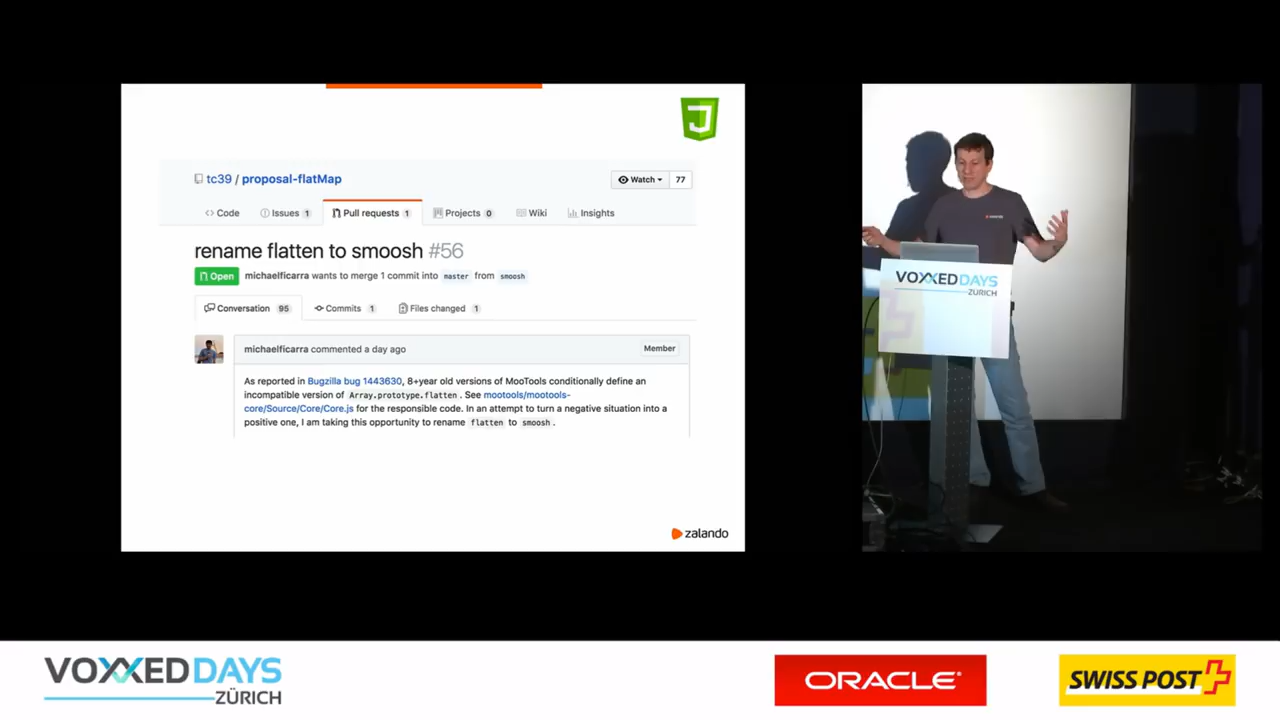 tc39 / proposal-flatMap
Watch 77
Code Issues 1 Pull requests 1 Projects 0 Wiki Insights
rename flatten to smoosh #56
Open michaelficarra wants to merge 1 commit into master from smoosh
Conversation 95 Commits 1 Files changed 1
michaelficarra commented a day ago Member
As reported in Bugzilla bug 1443630, 8+year old versions of MooTools conditionally define an
incompatible version of Array.prototype.flatten. See mootools/mootools-
core/Source/Core/Core.js for the responsible code. In an attempt to turn a negative situation into a
positive one, I am taking this opportunity to rename flatten to smoosh.
zalando
VOXXED DAYS
ZÜRICH
VOXXED DAYS
ZÜRICH
ORACLE®
SWISS POST